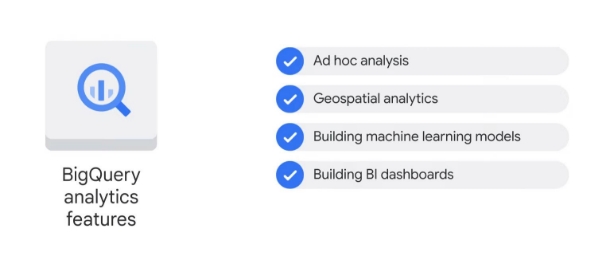 BigQuery
analytics
features
Ad hoc analysis
Geospatial analytics
Building machine learning models
Building BI dashboards